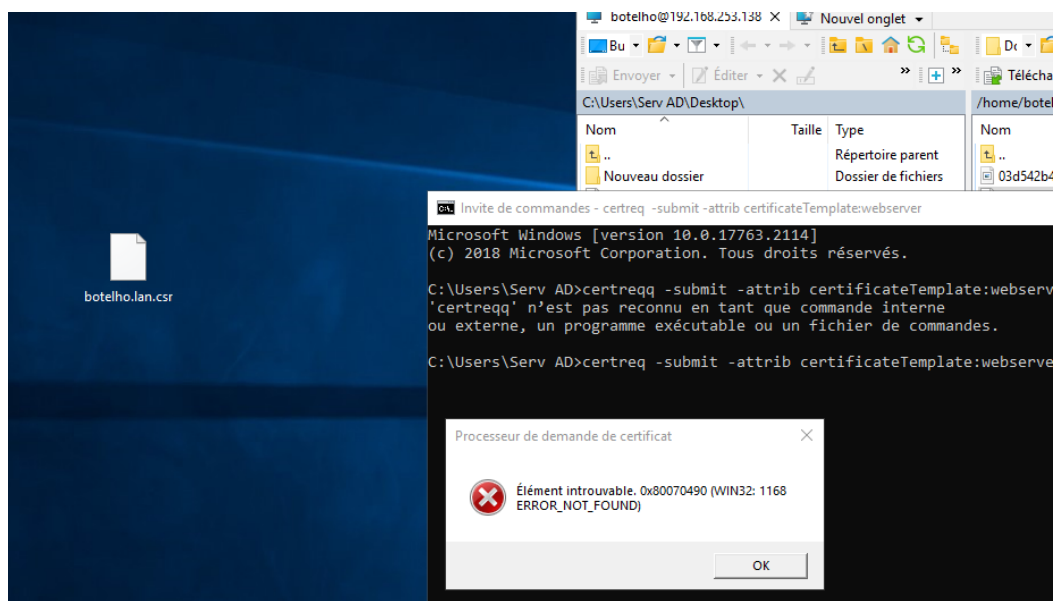 botelho@192.168.253.138 × Nouvel onglet
Bu
Envoyer Éditer
Télécha
C:\Users\Serv AD\Desktop\
/home/botel
Nom Taille Type
Nom
.. Répertoire parent
..
Nouveau dossier Dossier de fichiers
03d542b4
Invite de commandes - certreq -submit -attrib certificateTemplate:webserver
Microsoft Windows [version 10.0.17763.2114]
(c) 2018 Microsoft Corporation. Tous droits réservés.
C:\Users\Serv AD>certreqq -submit -attrib certificateTemplate:webserv
'certreqq' n’est pas reconnu en tant que commande interne
ou externe, un programme exécutable ou un fichier de commandes.
C:\Users\Serv AD>certreq -submit -attrib certificateTemplate:webserve
botelho.lan.csr
Processeur de demande de certificat
Élément introuvable. 0x80070490 (WIN32: 1168
ERROR_NOT_FOUND)
OK